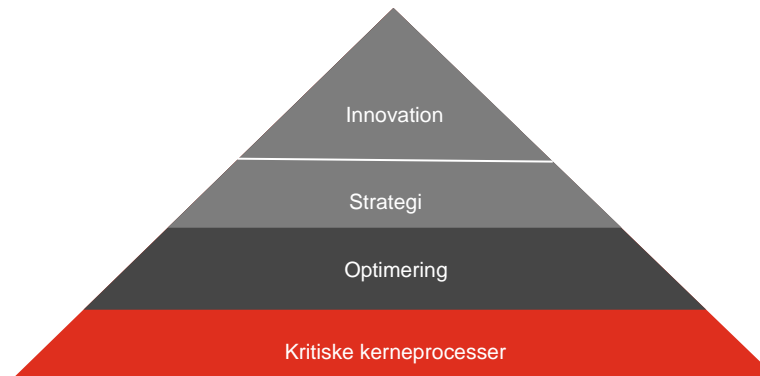 Innovation
Strategi
Optimering
Kritiske kerneprocesser